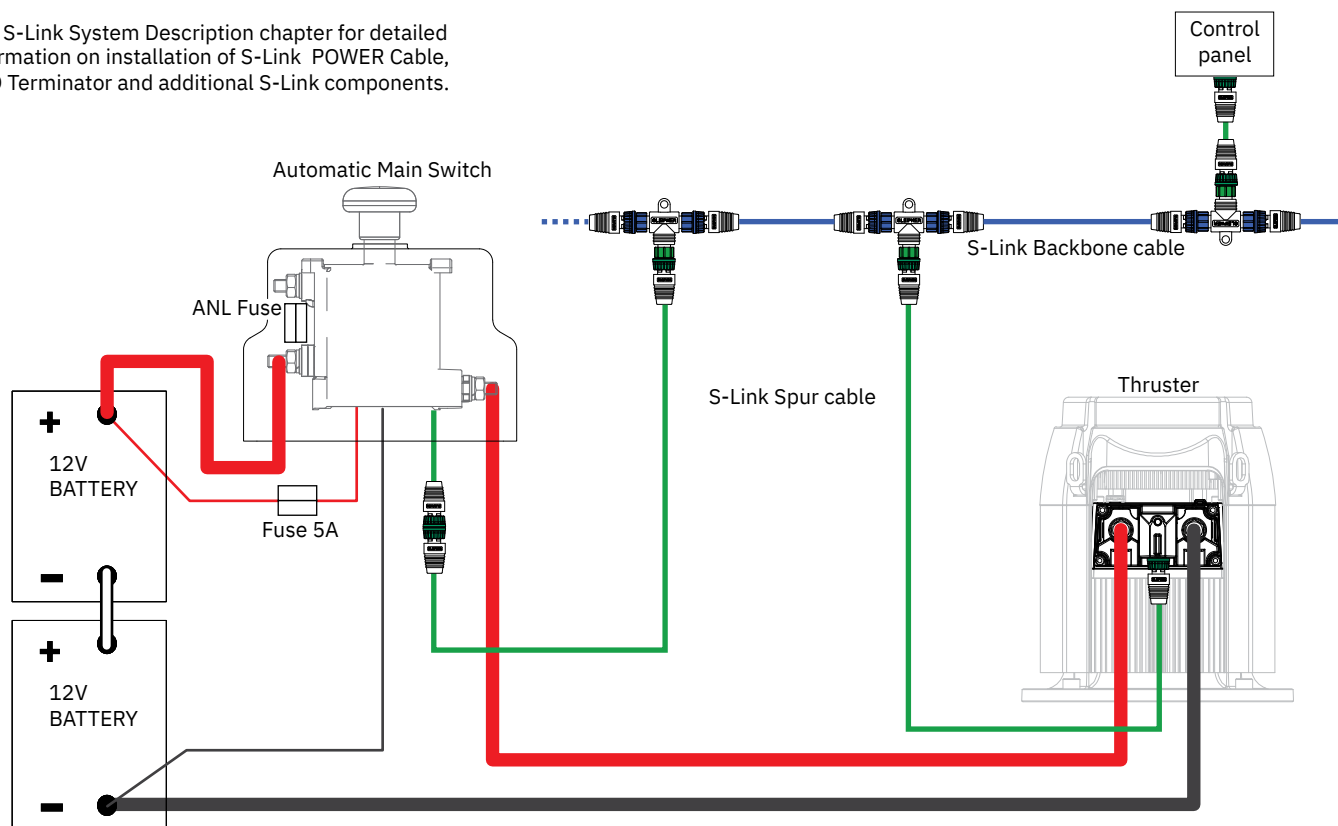 S-Link System Description chapter for detailed
rmation on installation of S-Link POWER Cable,
Terminator and additional S-Link components.
Control
panel
Automatic Main Switch
S-Link Backbone cable
ANL Fuse
Thruster
S-Link Spur cable
+
12V
BATTERY
Fuse 5A
-
+
12V
BATTERY
-